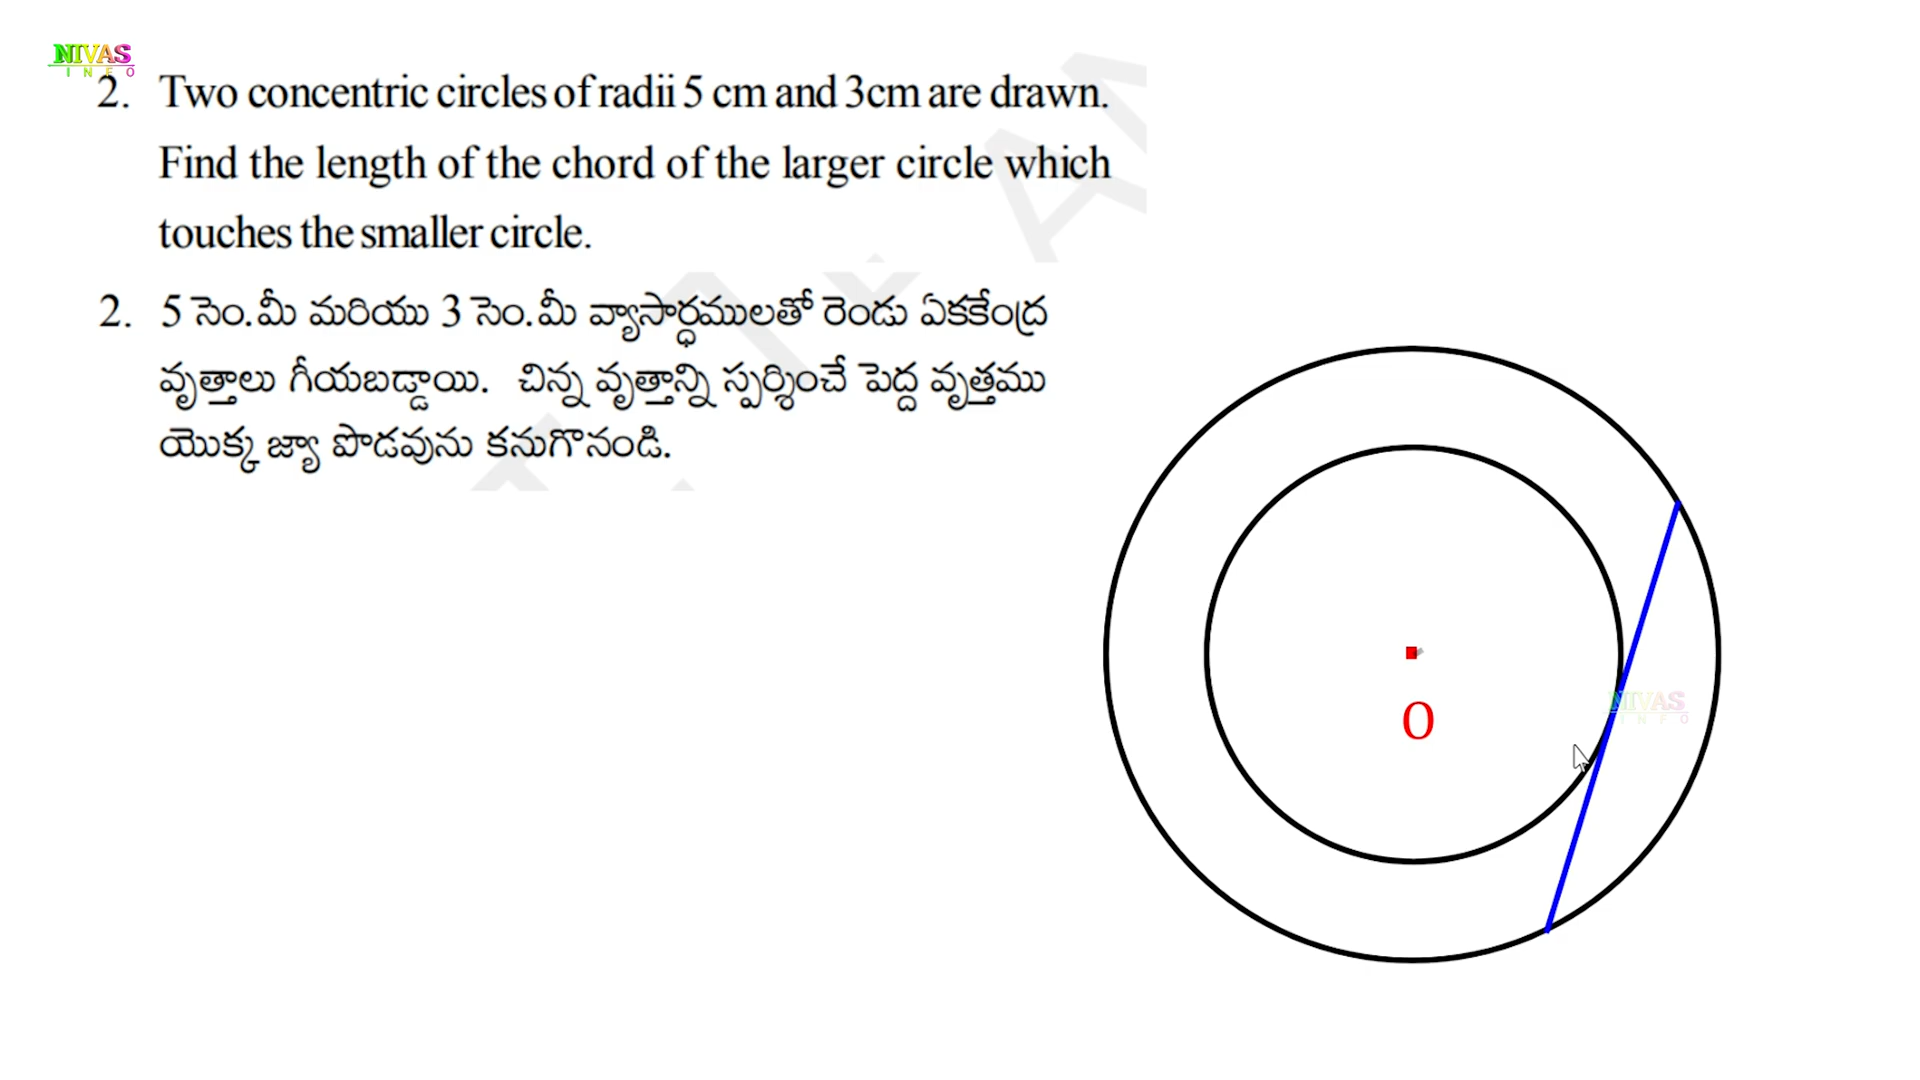 NIVAS
INFO
2. Two concentric circles of radii 5 cm and 3cm are drawn.
Find the length of the chord of the larger circle which
touches the smaller circle.
2. 5 సెం.మీ మరియు 3 సెం.మీ వ్యాసార్ధములతో రెండు ఏకకేంద్ర
వృత్తాలు గీయబడ్డాయి. చిన్న వృత్తాన్ని స్పర్శించే పెద్ద వృత్తము
యొక్క జ్యా పొడవును కనుగొనండి.
O
NIVAS
INFO